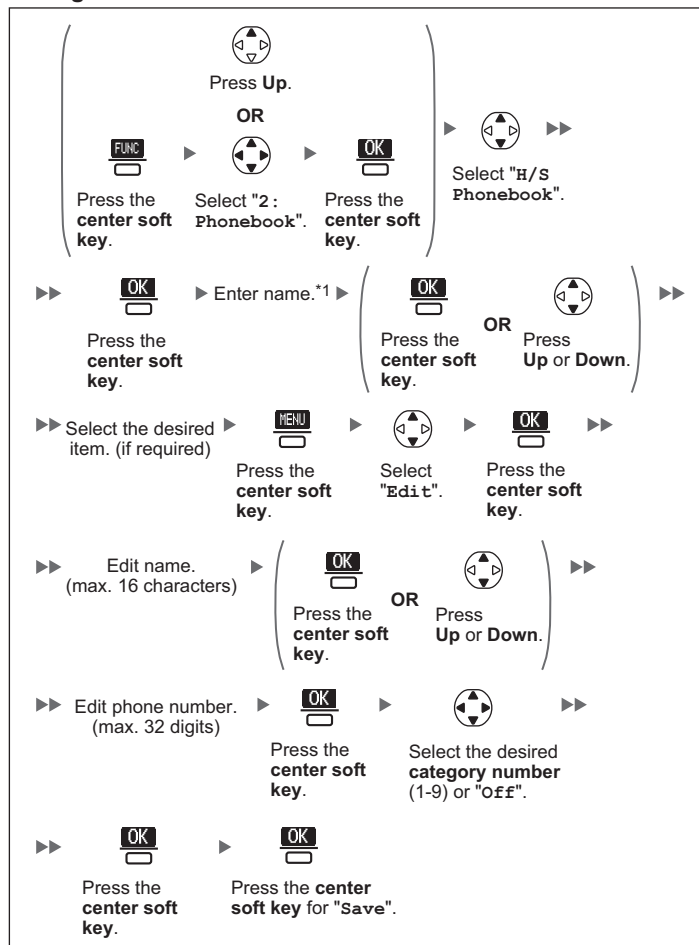 Press Up.
OR
FUNC
OK
Press the
center soft
key.
Select "2:
Phonebook".
Press the
center soft
key.
Select "H/S
Phonebook".
OK
Press the
center soft
key.
Enter name.*1
OK
Press the
center soft
key.
OR
Press
Up or Down.
Select the desired
item. (if required)
MENU
Press the
center soft
key.
Select
"Edit".
OK
Press the
center soft
key.
Edit name.
(max. 16 characters)
OK
Press the
center soft
key.
OR
Press
Up or Down.
Edit phone number.
(max. 32 digits)
OK
Press the
center soft
key.
Select the desired
category number
(1-9) or "Off".
OK
Press the
center soft
key.
OK
Press the center
soft key for "Save".